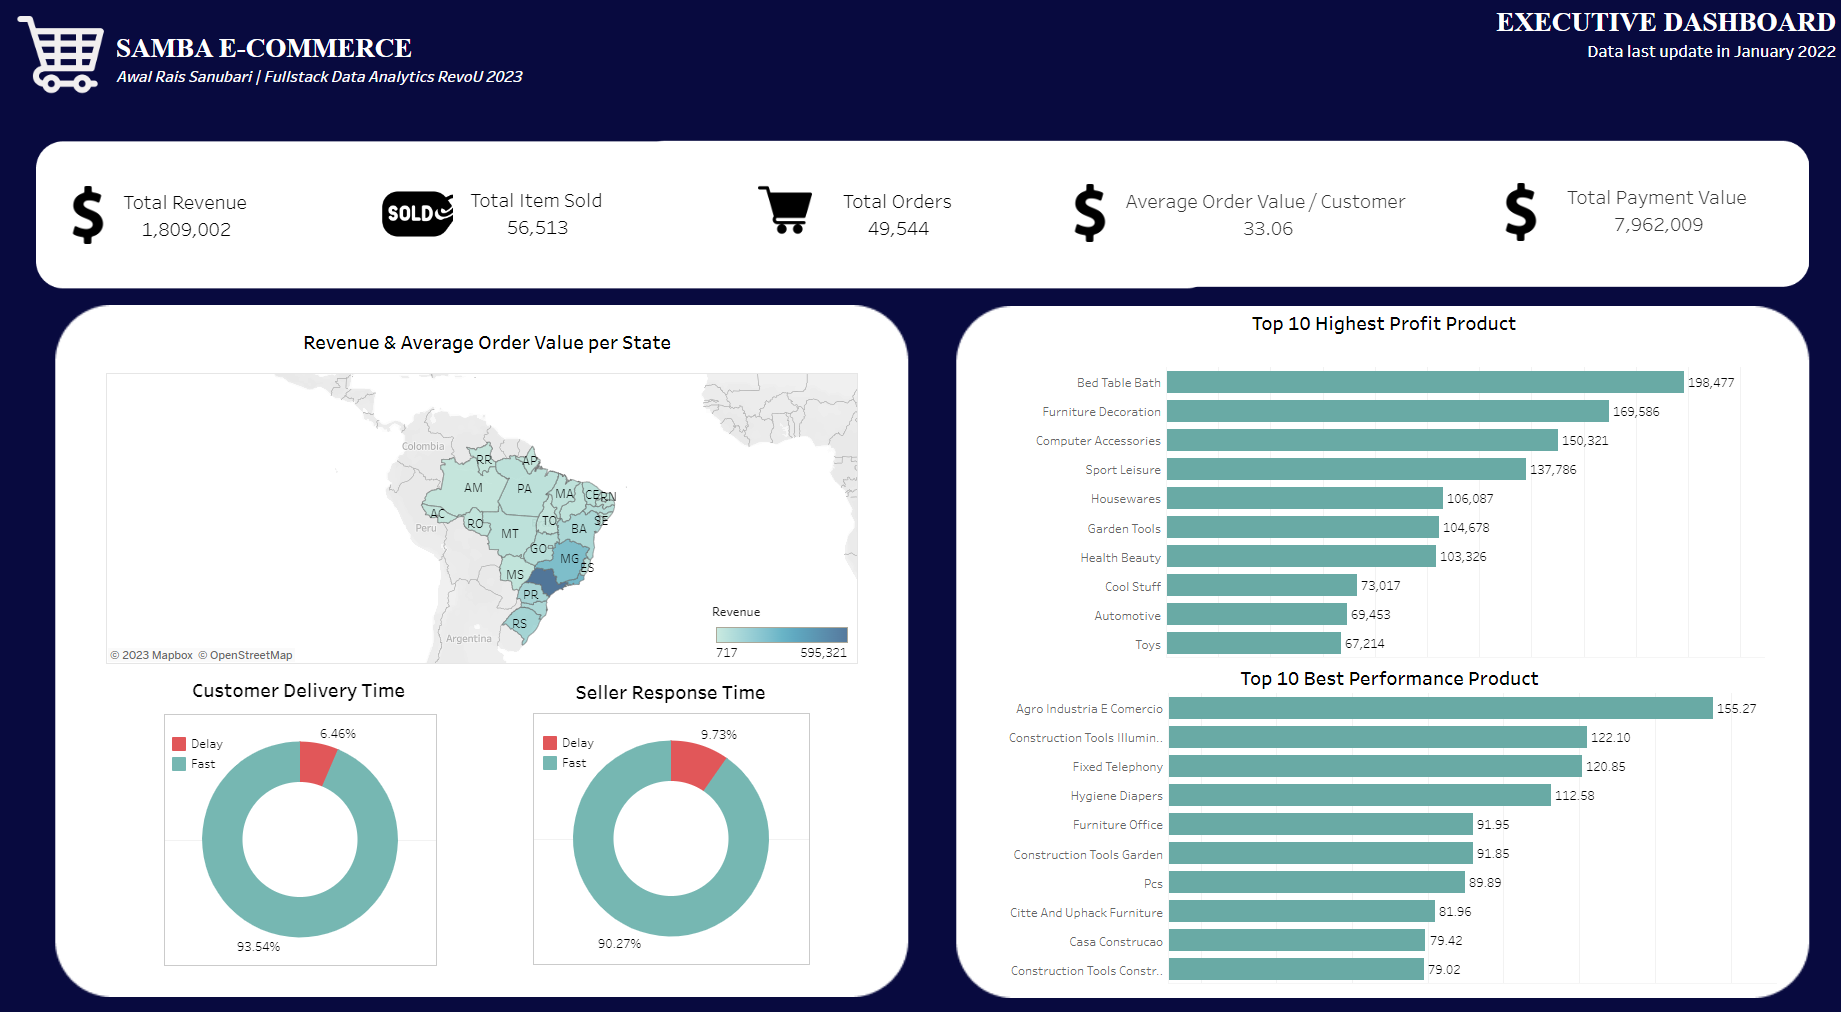 SAMBA E-COMMERCE
Awal Rais Sanubari | Fullstack Data Analytics RevoU 2023
EXECUTIVE DASHBOARD
Data last update in January 2022
Total Revenue
1,809,002
SOLD
Total Item Sold
56,513
Total Orders
49,544
Average Order Value / Customer
33.06
Total Payment Value
7,962,009
Revenue & Average Order Value per State
Colombia
RR
AP
AM
PA
MA
CE
RN
AC
RO
TO
SE
Peru
MT
BA
GO
MG
ES
MS
PR
RS
Argentina
Revenue
717
595,321
© 2023 Mapbox © OpenStreetMap
Customer Delivery Time
Delay
Fast
6.46%
93.54%
Seller Response Time
Delay
Fast
9.73%
90.27%
Top 10 Highest Profit Product
Bed Table Bath 198,477
Furniture Decoration 169,586
Computer Accessories 150,321
Sport Leisure 137,786
Housewares 106,087
Garden Tools 104,678
Health Beauty 103,326
Cool Stuff 73,017
Automotive 69,453
Toys 67,214
Top 10 Best Performance Product
Agro Industria E Comercio 155.27
Construction Tools Illumin.. 122.10
Fixed Telephony 120.85
Hygiene Diapers 112.58
Furniture Office 91.95
Construction Tools Garden 91.85
Pcs 89.89
Citte And Uphack Furniture 81.96
Casa Construcao 79.42
Construction Tools Constr.. 79.02